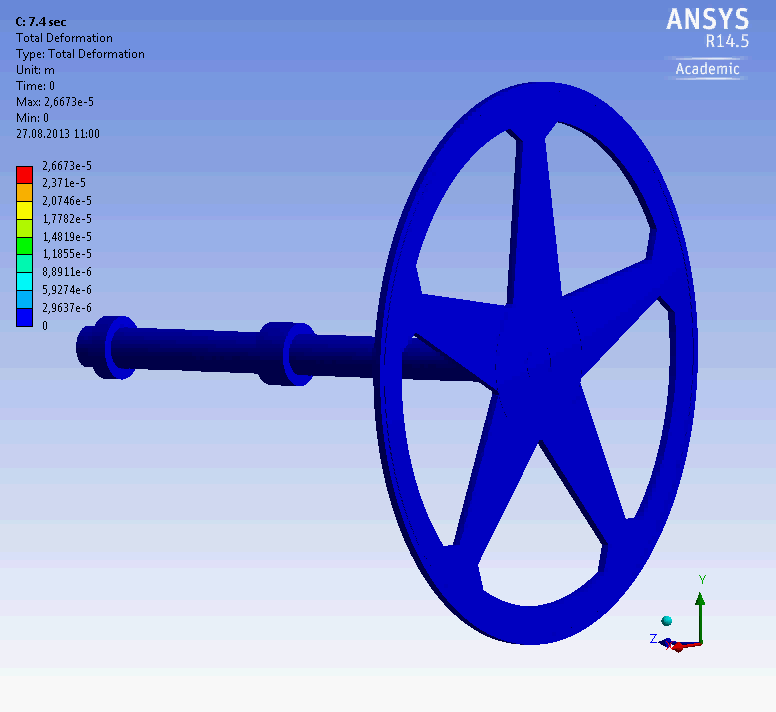 C: 7.4 sec
Total Deformation
Type: Total Deformation
Unit: m
Time: 0
Max: 2,6673e-5
Min: 0
27.08.2013 11:00
ANSYS
R14.5
Academic
2,6673e-5
2,371e-5
2,0746e-5
1,7782e-5
1,4819e-5
1,1855e-5
8,8911e-6
5,9274e-6
2,9637e-6
0
Y
Z